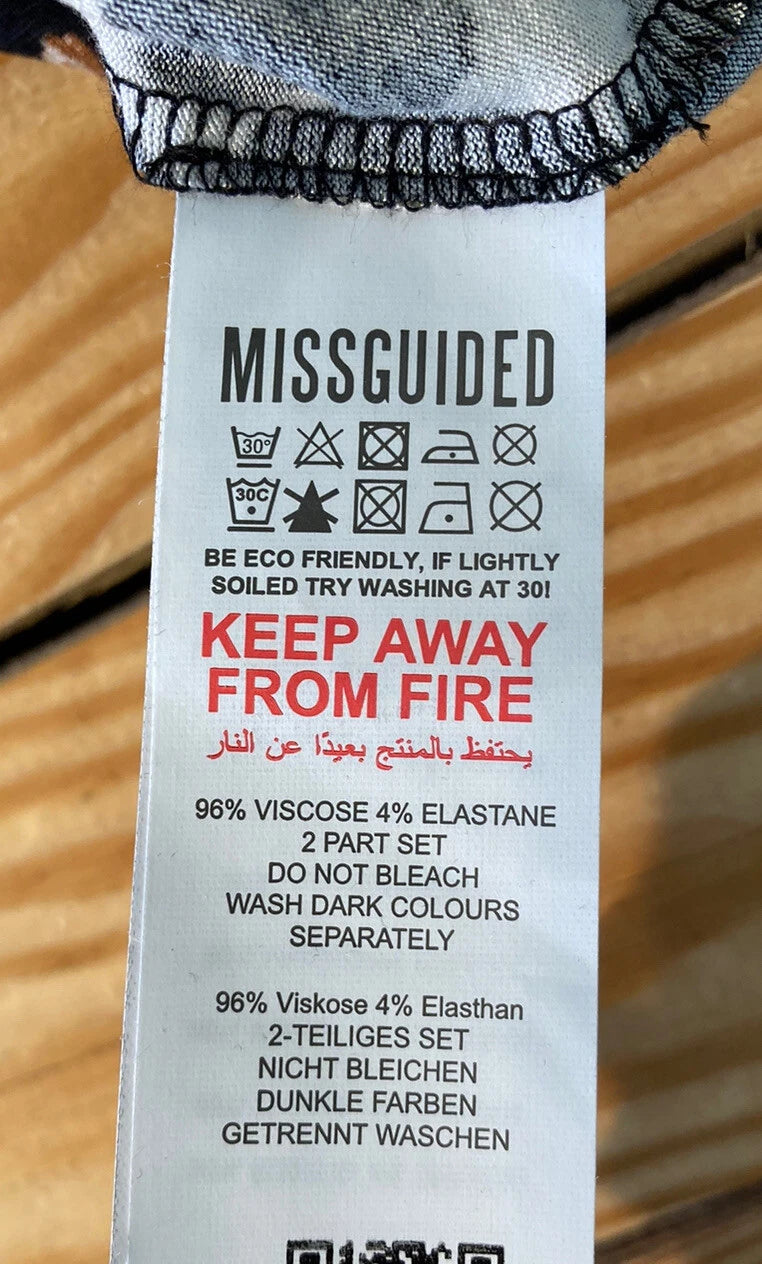 MISSGUIDED
30°
30C
BE ECO FRIENDLY, IF LIGHTLY
SOILED TRY WASHING AT 30!
KEEP AWAY
FROM FIRE
يحتفظ بالمنتج بعيدًا عن النار
96% VISCOSE 4% ELASTANE
2 PART SET
DO NOT BLEACH
WASH DARK COLOURS
SEPARATELY
96% Viskose 4% Elasthan
2-TEILIGES SET
NICHT BLEICHEN
DUNKLE FARBEN
GETRENNT WASCHEN